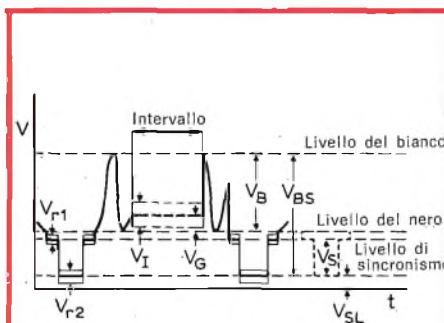 Intervallo
V
Livello del bianco
V_B
V_BS
V_r1
Livello del nero
V_I
V_G
V_S
Livello di
sincronismo
V_r2
V_SL
t